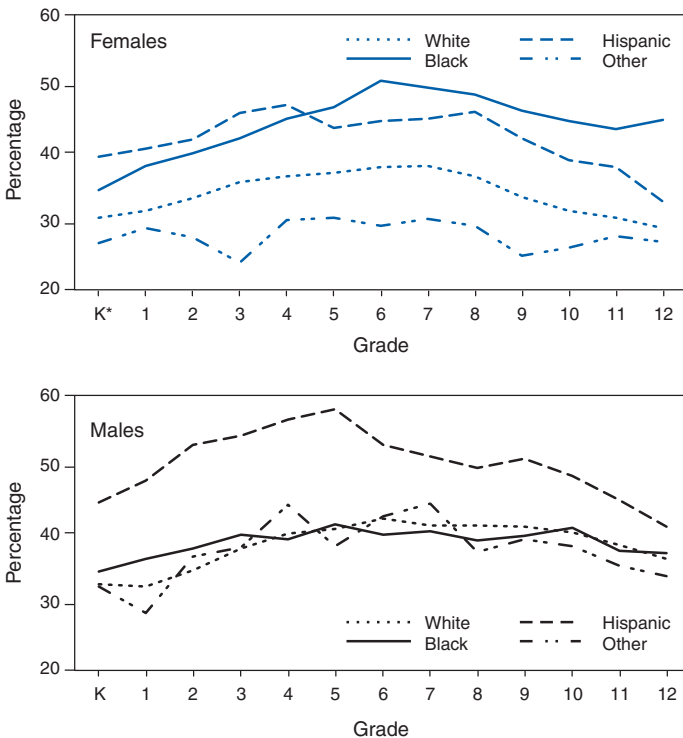 60
Females
White
Hispanic
Black
Other
50
40
30
20
Percentage
K* 1 2 3 4 5 6 7 8 9 10 11 12
Grade
60
Males
50
40
30
20
Percentage
White
Hispanic
Black
Other
K 1 2 3 4 5 6 7 8 9 10 11 12
Grade